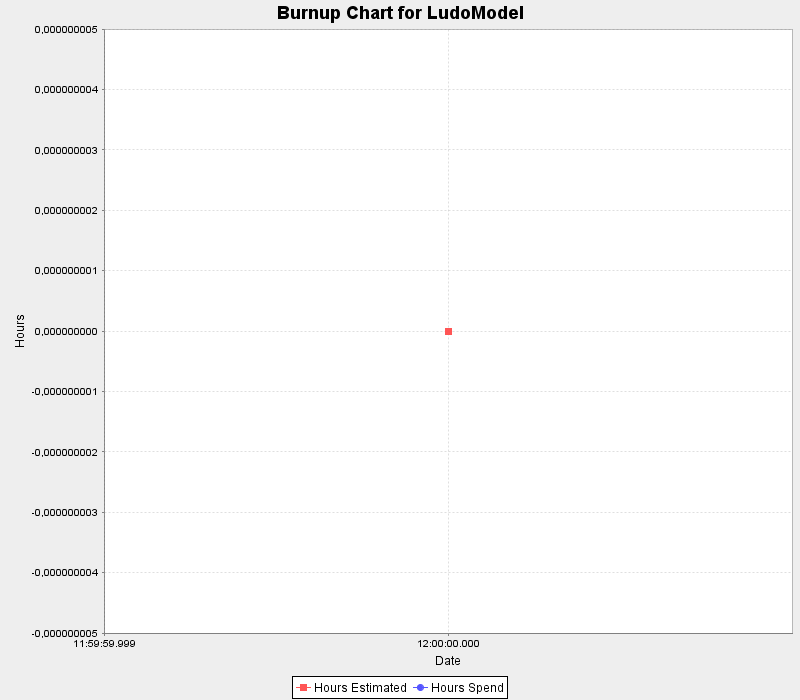 Burnup Chart for LudoModel
0,000000005
0,000000004
0,000000003
0,000000002
0,000000001
0,000000000
-0,000000001
-0,000000002
-0,000000003
-0,000000004
-0,000000005
Hours
11:59:59.999
12:00:00.000
Date
Hours Estimated
Hours Spend